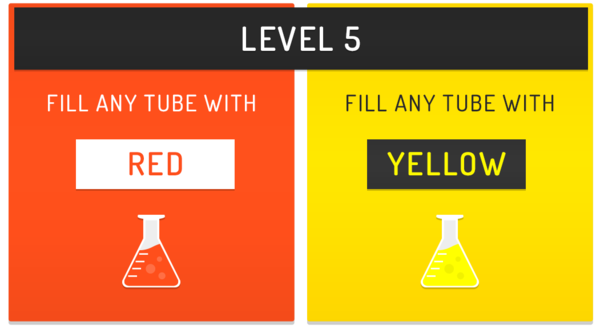 LEVEL 5
FILL ANY TUBE WITH
RED
FILL ANY TUBE WITH
YELLOW